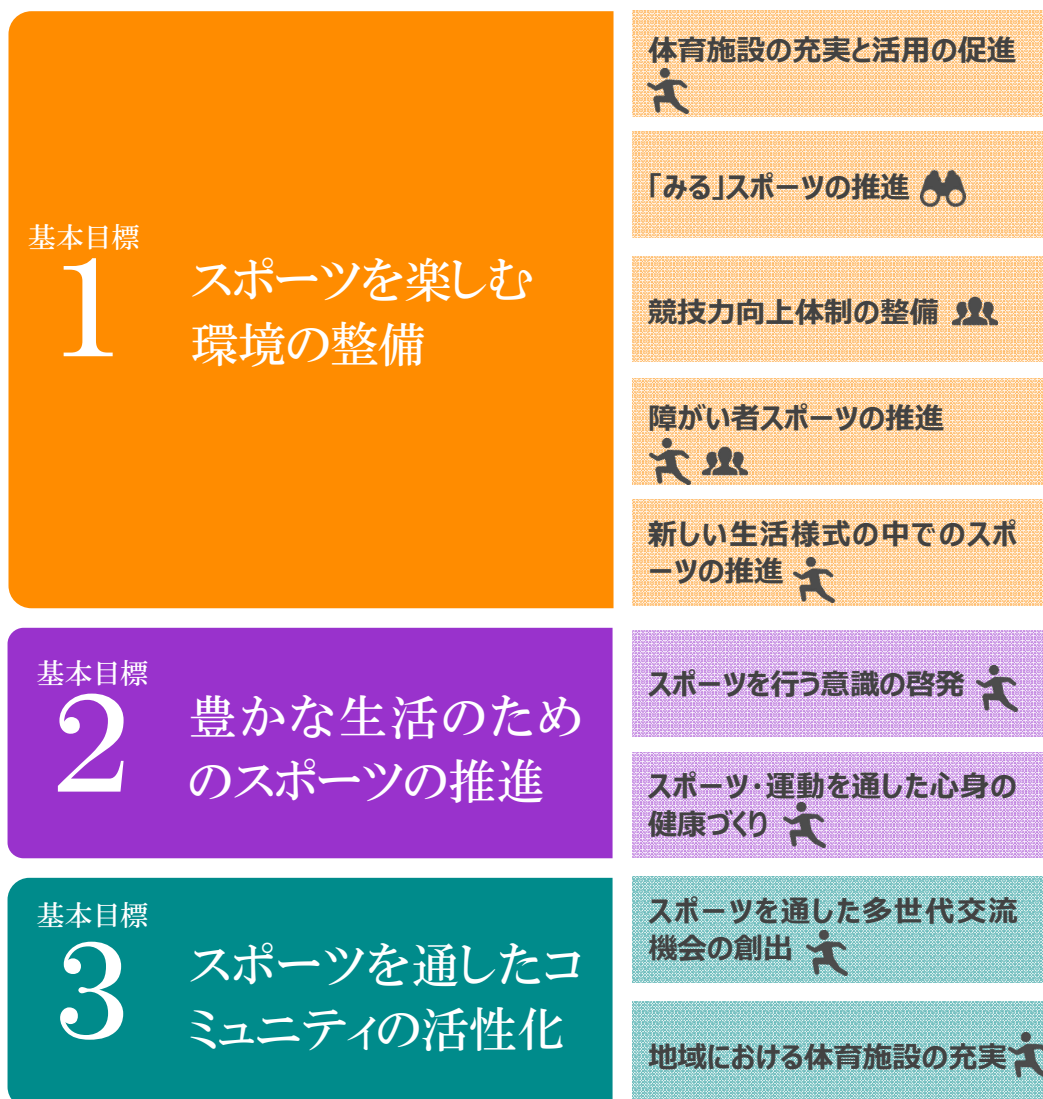 基本目標
1
スポーツを楽しむ
環境の整備
体育施設の充実と活用の促進
「みる」スポーツの推進
競技力向上体制の整備
障がい者スポーツの推進
新しい生活様式の中でのスポ
ーツの推進
基本目標
2
豊かな生活のため
のスポーツの推進
スポーツを行う意識の啓発
スポーツ・運動を通した心身の
健康づくり
基本目標
3
スポーツを通したコ
ミュニティの活性化
スポーツを通した多世代交流
機会の創出
地域における体育施設の充実